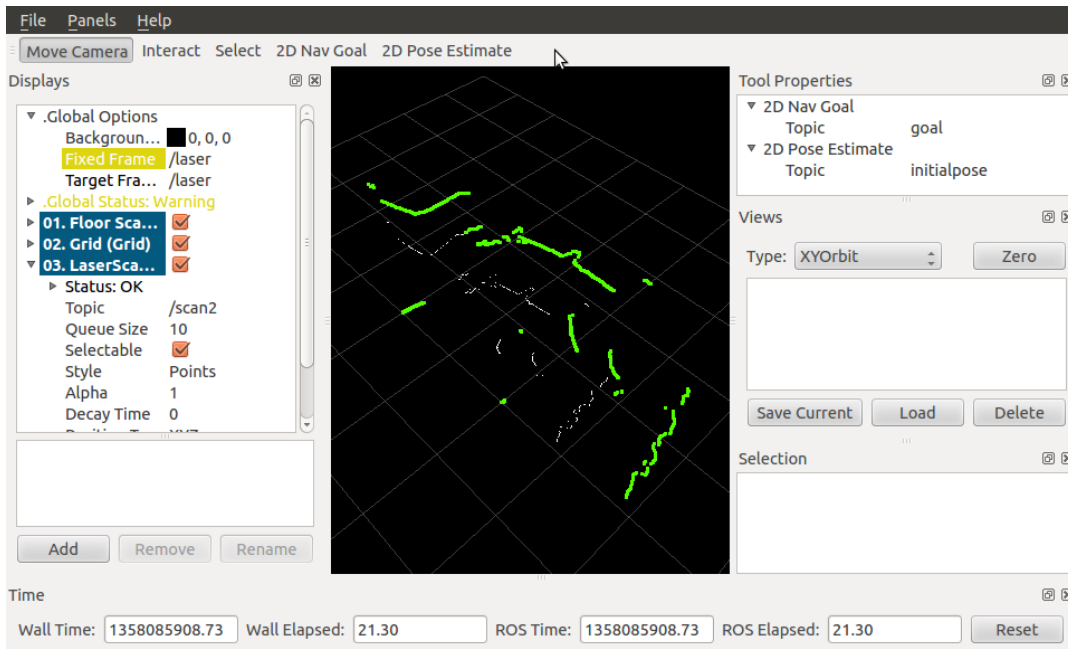 File Panels Help
Move Camera Interact Select 2D Nav Goal 2D Pose Estimate
Displays
.Global Options
Backgroun... 0, 0, 0
Fixed Frame /laser
Target Fra... /laser
.Global Status: Warning
01. Floor Sca...
02. Grid (Grid)
03. LaserSca...
Status: OK
Topic /scan2
Queue Size 10
Selectable
Style Points
Alpha 1
Decay Time 0
Add Remove Rename
Tool Properties
2D Nav Goal
Topic goal
2D Pose Estimate
Topic initialpose
Views
Type: XYOrbit Zero
Save Current Load Delete
Selection
Time
Wall Time: 1358085908.73 Wall Elapsed: 21.30 ROS Time: 1358085908.73 ROS Elapsed: 21.30 Reset